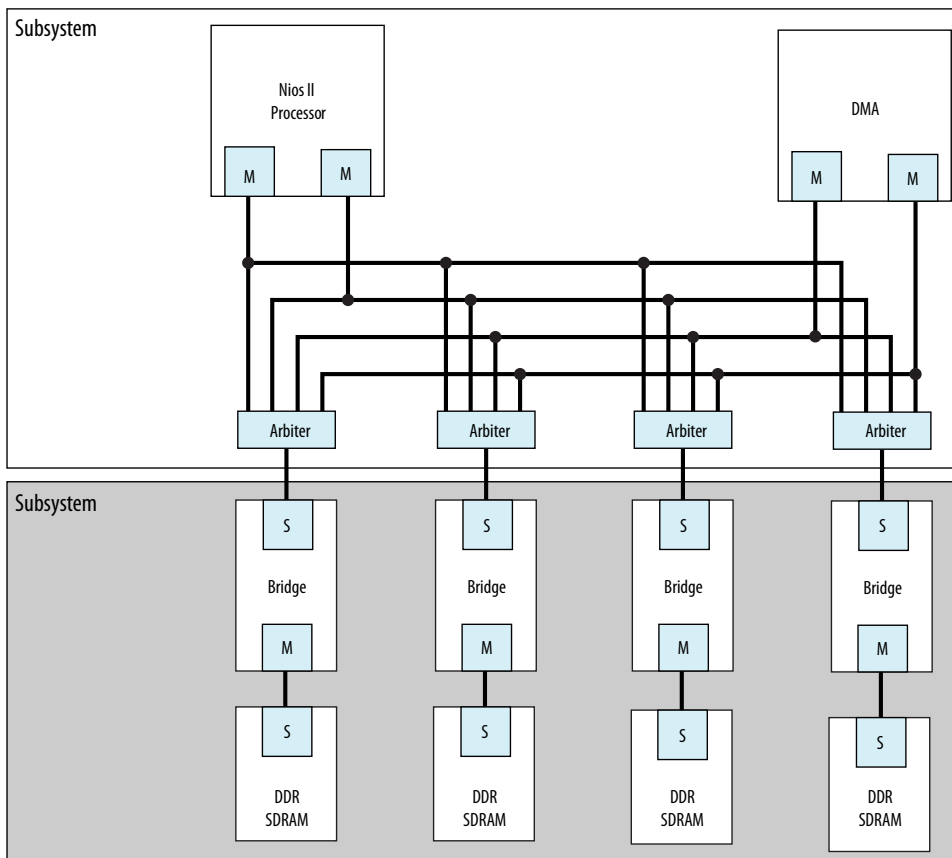 Subsystem
Nios II
Processor
M
M
DMA
M
M
Arbiter
Arbiter
Arbiter
Arbiter
Subsystem
S
Bridge
M
S
Bridge
M
S
Bridge
M
S
Bridge
M
S
DDR
SDRAM
S
DDR
SDRAM
S
DDR
SDRAM
S
DDR
SDRAM